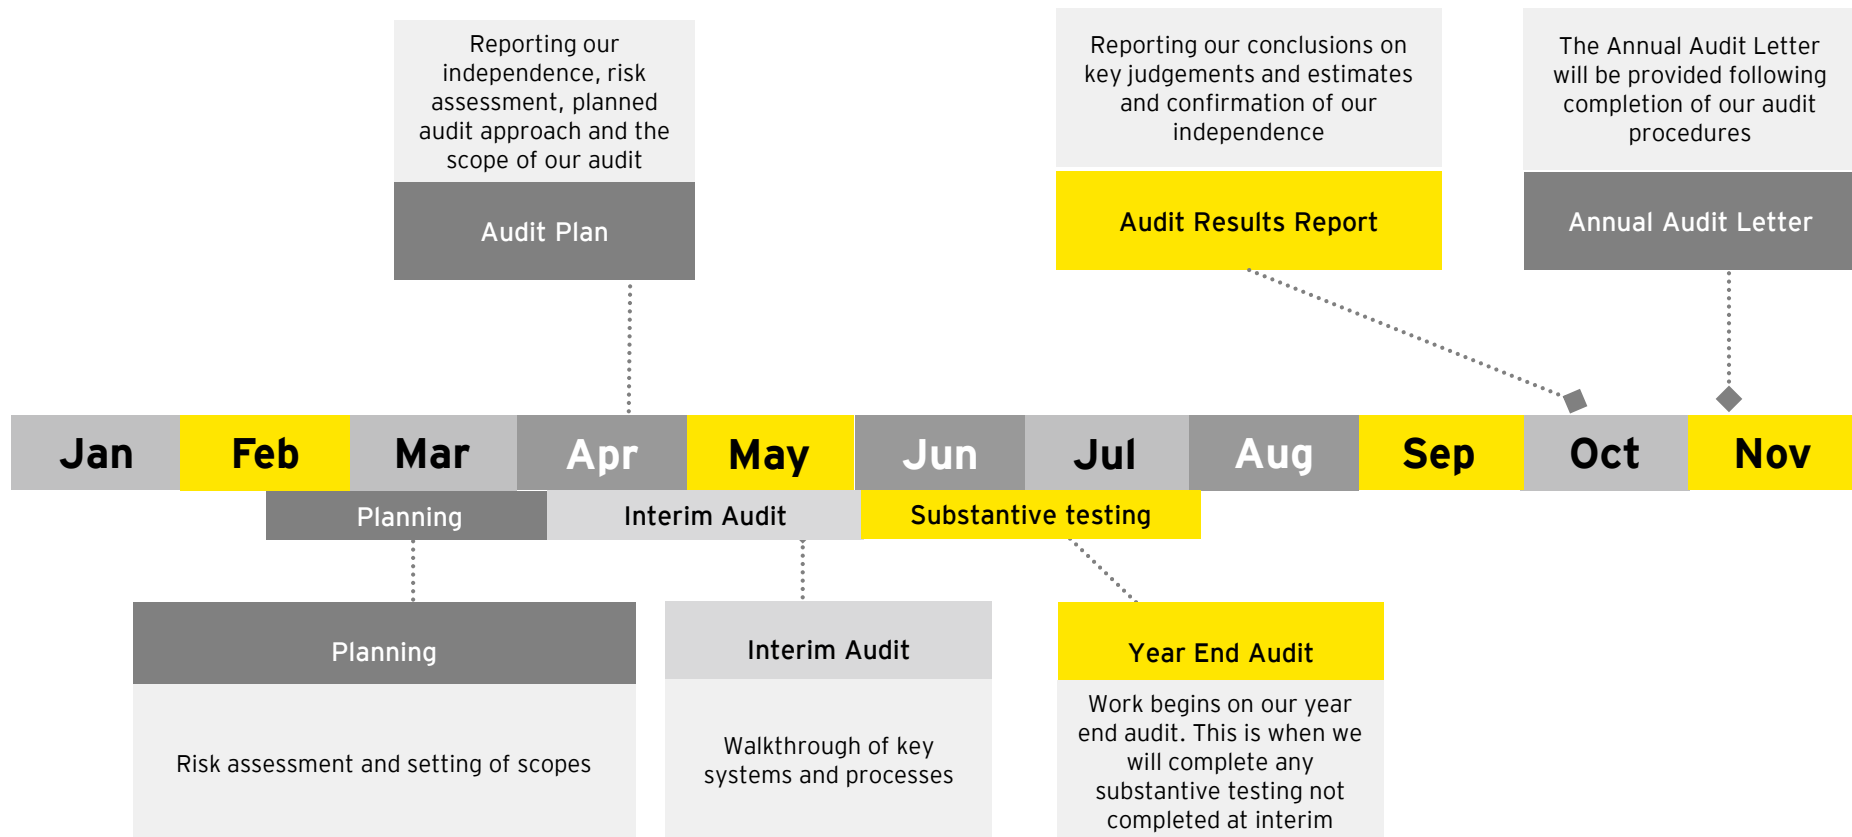 Reporting our
independence, risk
assessment, planned
audit approach and the
scope of our audit
Audit Plan
Reporting our conclusions on
key judgements and estimates
and confirmation of our
independence
Audit Results Report
The Annual Audit Letter
will be provided following
completion of our audit
procedures
Annual Audit Letter
Jan Feb Mar Apr May Jun Jul Aug Sep Oct Nov
Planning Interim Audit Substantive testing
Planning
Risk assessment and setting of scopes
Interim Audit
Walkthrough of key
systems and processes
Year End Audit
Work begins on our year
end audit. This is when we
will complete any
substantive testing not
completed at interim